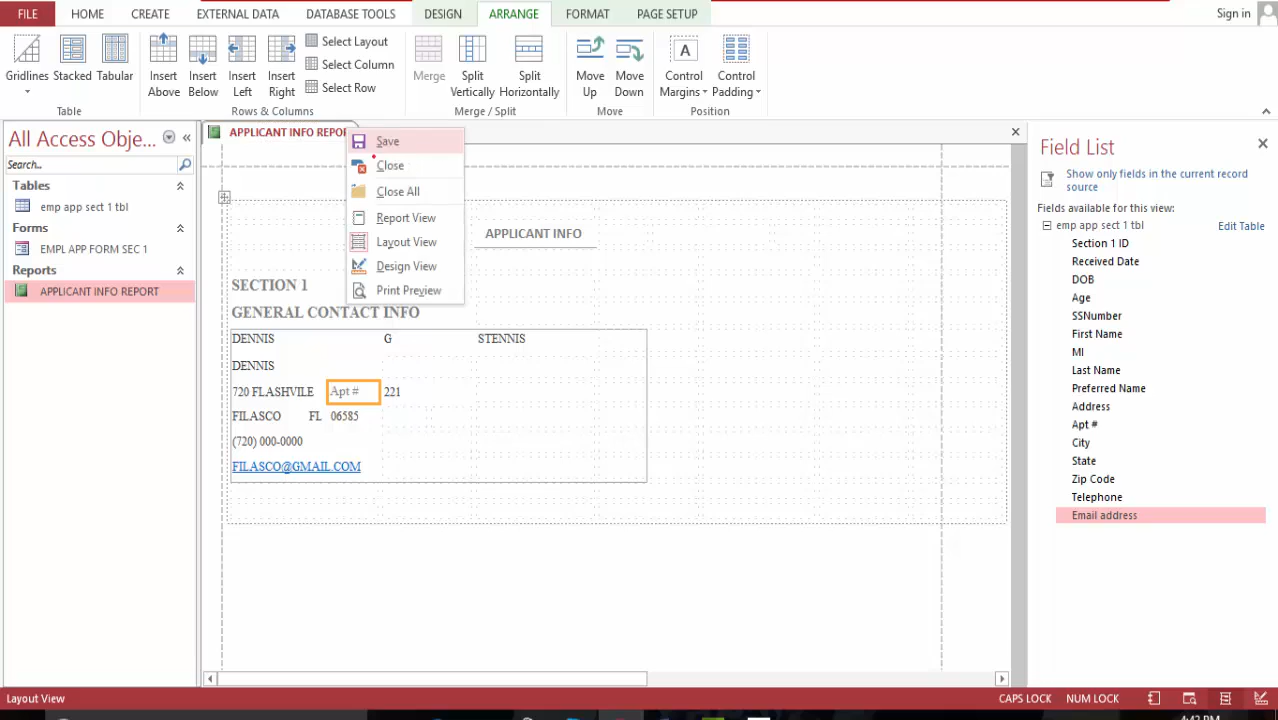 FILE HOME CREATE EXTERNAL DATA DATABASE TOOLS DESIGN ARRANGE FORMAT PAGE SETUP Sign in
Gridlines Stacked Tabular
Table
Insert Above Insert Below Insert Left Insert Right
Select Layout
Select Column
Select Row
Rows & Columns
Merge Split Vertically Split Horizontally
Merge / Split
Move Up Move Down
Move
A
Control Margins Control Padding
Position
All Access Obje...
Search...
Tables
emp app sect 1 tbl
Forms
EMPL APP FORM SEC 1
Reports
APPLICANT INFO REPORT
APPLICANT INFO REPOR
Save
Close
Close All
Report View
Layout View
Design View
Print Preview
APPLICANT INFO
SECTION 1
GENERAL CONTACT INFO
DENNIS G STENNIS
DENNIS
720 FLASHVILE Apt # 221
FILASCO FL 06585
(720) 000-0000
FILASCO@GMAIL.COM
Field List
Show only fields in the current record
source
Fields available for this view:
emp app sect 1 tbl Edit Table
Section 1 ID
Received Date
DOB
Age
SSNumber
First Name
MI
Last Name
Preferred Name
Address
Apt #
City
State
Zip Code
Telephone
Email address
Layout View CAPS LOCK NUM LOCK
4:42 PM